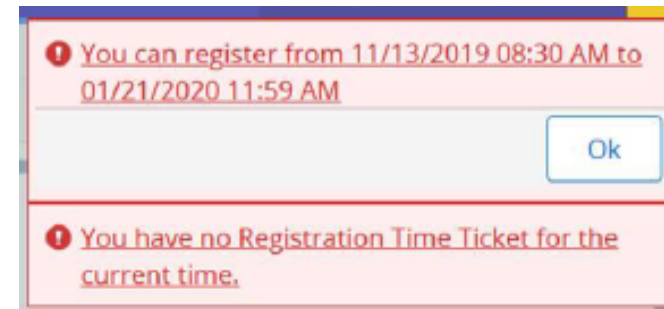 You can register from 11/13/2019 08:30 AM to
01/21/2020 11:59 AM
Ok
You have no Registration Time Ticket for the
current time.